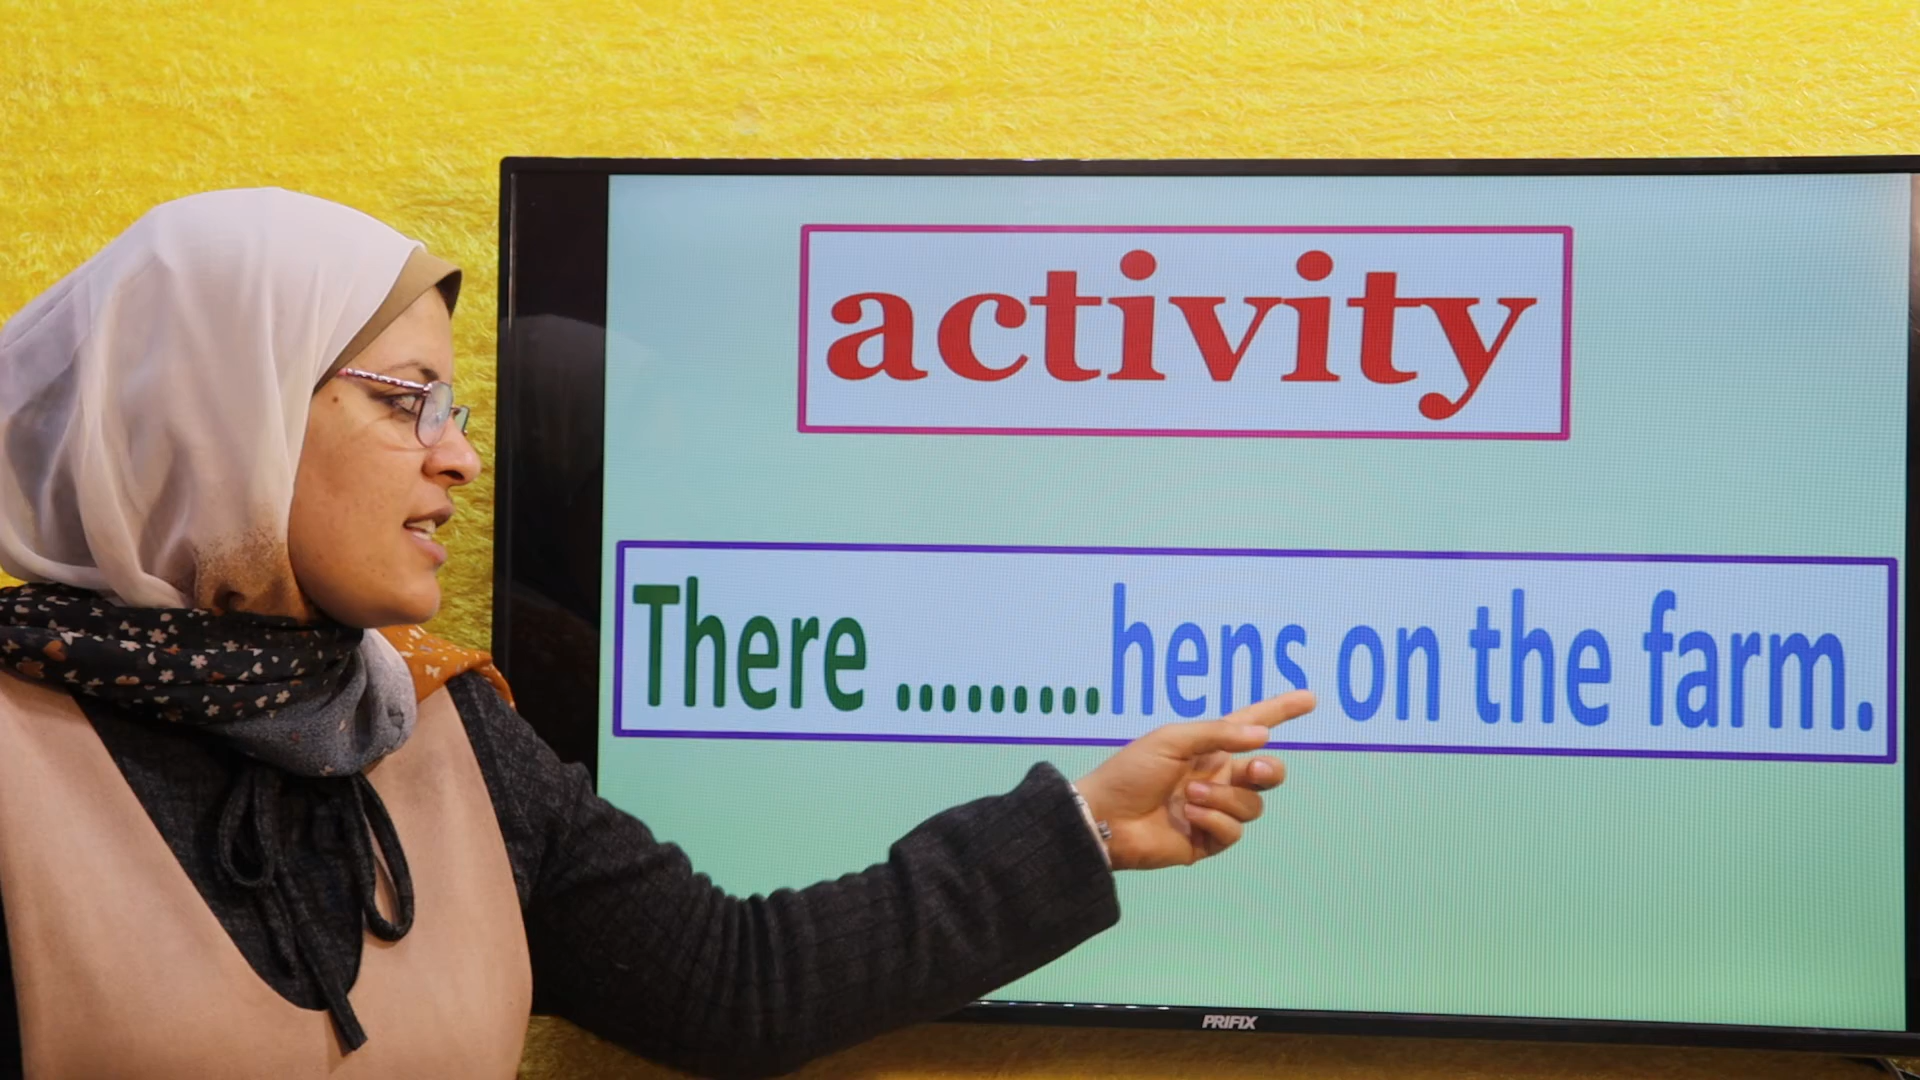 activity
There .........hens on the farm.
PRIFIX